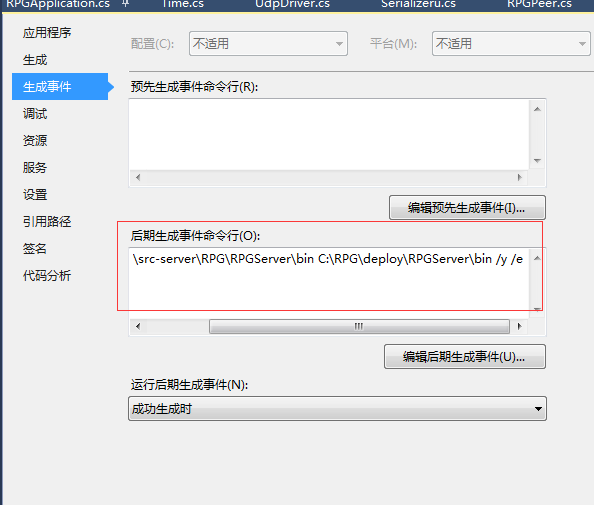 RPGApplication.cs Time.cs UdpDriver.cs Serializeru.cs RPGPeer.cs
应用程序
生成
生成事件
调试
资源
服务
设置
引用路径
签名
代码分析
配置(C): 不适用 平台(M): 不适用
预先生成事件命令行(R):
编辑预先生成事件(I)...
后期生成事件命令行(O):
\src-server\RPG\RPGServer\bin C:\RPG\deploy\RPGServer\bin /y /e
编辑后期生成事件(U)...
运行后期生成事件(N):
成功生成时